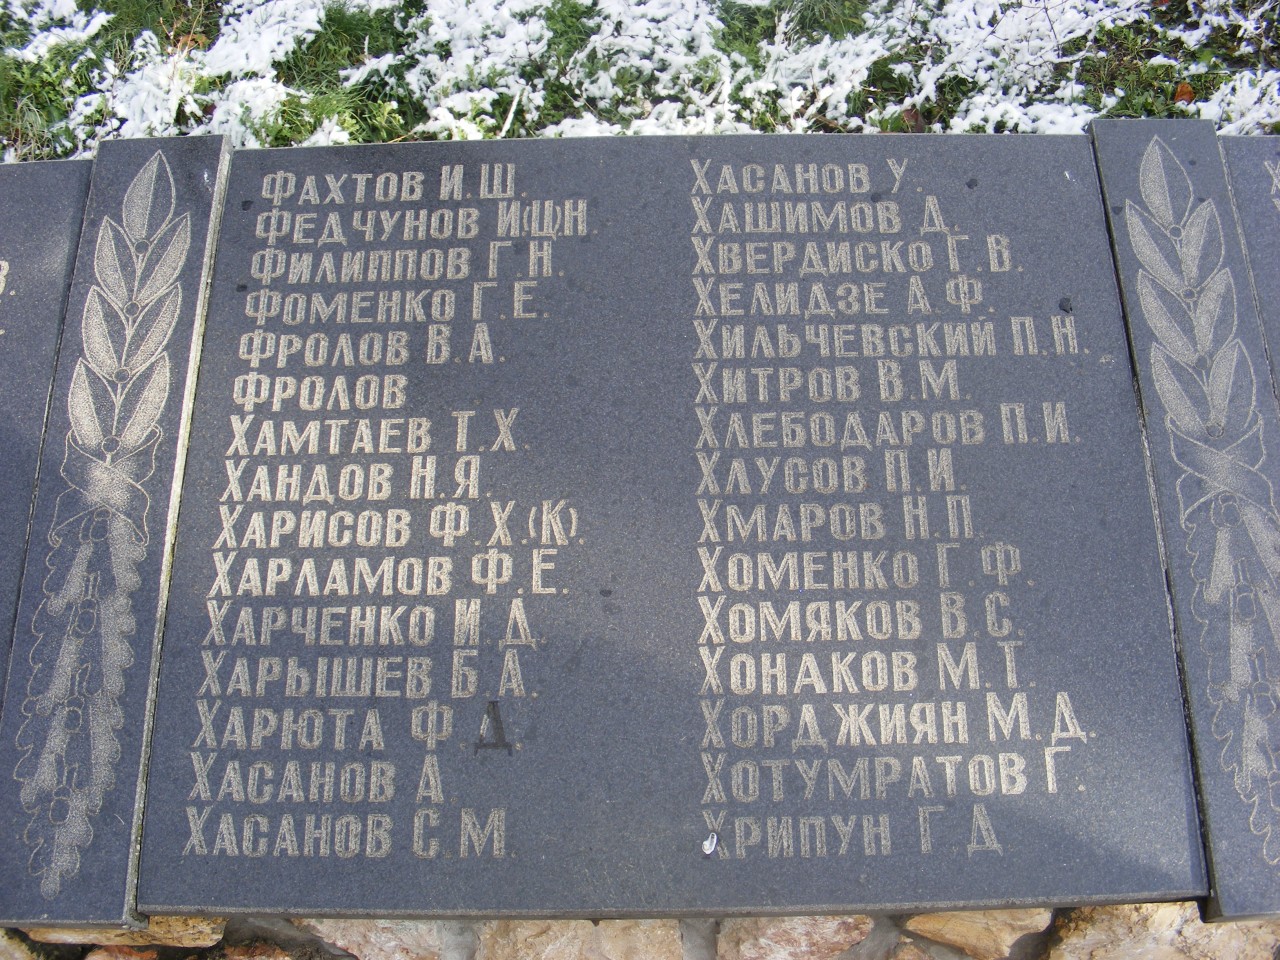 ФАХТОВ И.Ш.
ФЕДЧУНОВ И(Щ)Н.
ФИЛИППОВ Г.Н.
ФОМЕНКО Г.Е.
ФРОЛОВ В.А.
ФРОЛОВ
ХАМТАЕВ Т.Х.
ХАНДОВ Н.Я.
ХАРИСОВ Ф.Х.(К).
ХАРЛАМОВ Ф.Е.
ХАРЧЕНКО И.Д.
ХАРЫШЕВ Б.А.
ХАРЮТА Ф.Д.
ХАСАНОВ А.
ХАСАНОВ С.М.
ХАСАНОВ У.
ХАШИМОВ Д.
ХВЕРДИСКО Г.В.
ХЕЛИДЗЕ А.Ф.
ХИЛЬЧЕВСКИЙ П.Н.
ХИТРОВ В.М.
ХЛЕБОДАРОВ П.И.
ХЛУСОВ П.И.
ХМАРОВ Н.П.
ХОМЕНКО Г.Ф.
ХОМЯКОВ В.С.
ХОНАКОВ М.Т.
ХОРДЖИЯН М.Д.
ХОТУМРАТОВ Г.
ХРИПУН Г.Д.